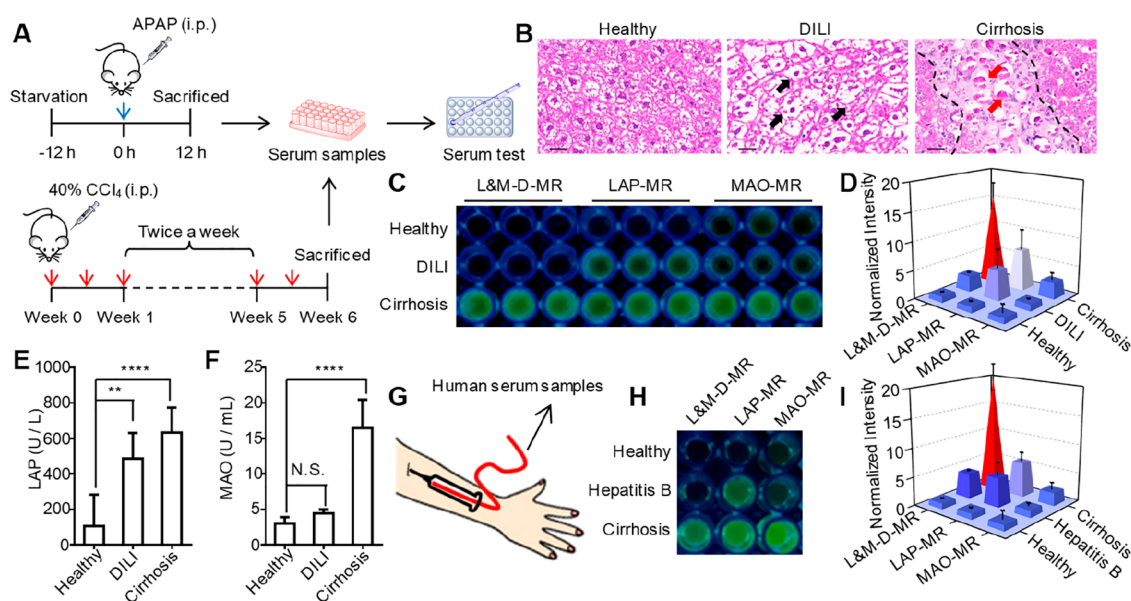 A
APAP (i.p.)
Starvation
Sacrificed
-12 h
0 h
12 h
Serum samples
Serum test
40% CCl₄ (i.p.)
Twice a week
Sacrificed
Week 0
Week 1
Week 5
Week 6
B
Healthy
DILI
Cirrhosis
C
L&M-D-MR
LAP-MR
MAO-MR
Healthy
DILI
Cirrhosis
D
Normalized Intensity
20
15
10
5
0
L&M-D-MR
LAP-MR
MAO-MR
Healthy
DILI
Cirrhosis
E
LAP (U / L)
1000
800
600
400
200
0
**
****
Healthy
DILI
Cirrhosis
F
MAO (U / mL)
25
20
15
10
5
0
N.S.
****
Healthy
DILI
Cirrhosis
G
Human serum samples
H
L&M-D-MR
LAP-MR
MAO-MR
Healthy
Hepatitis B
Cirrhosis
I
Normalized Intensity
20
15
10
5
0
L&M-D-MR
LAP-MR
MAO-MR
Healthy
Hepatitis B
Cirrhosis